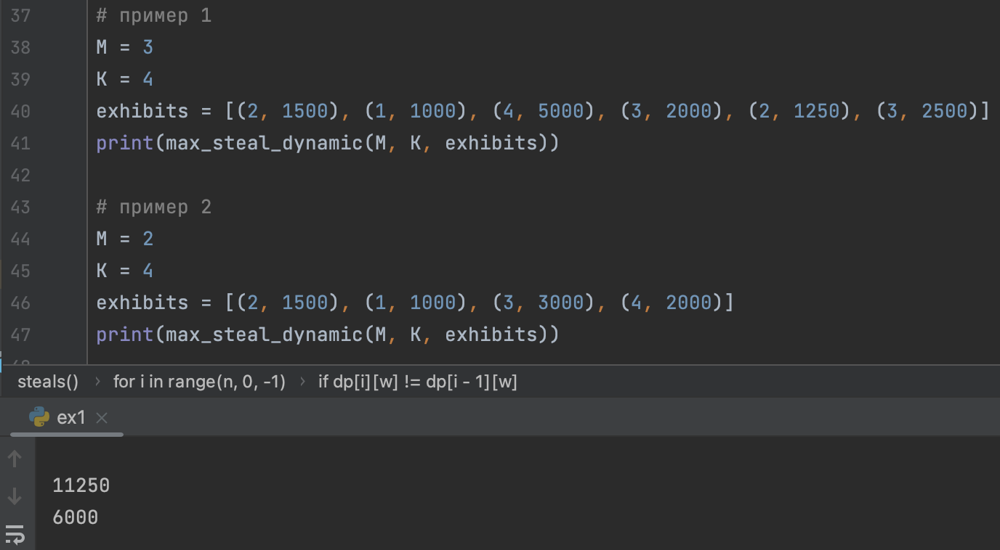 37 # пример 1
38 M = 3
39 K = 4
40 exhibits = [(2, 1500), (1, 1000), (4, 5000), (3, 2000), (2, 1250), (3, 2500)]
41 print(max_steal_dynamic(M, K, exhibits))
42
43 # пример 2
44 M = 2
45 K = 4
46 exhibits = [(2, 1500), (1, 1000), (3, 3000), (4, 2000)]
47 print(max_steal_dynamic(M, K, exhibits))
steals() › for i in range(n, 0, -1) › if dp[i][w] != dp[i - 1][w]
ex1 ×
11250
6000